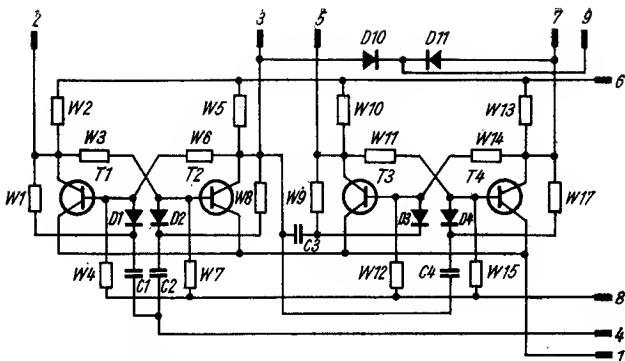 2 3 5 7 9
D10 D11
6
W2 W5 W10 W13
W3 W6 W11 W14
T1 T2 T3 T4
W1 W8 W9 W17
D1 D2 D3 D4
C3
W4 C1 C2 W7 W12 C4 W15
8
4
1